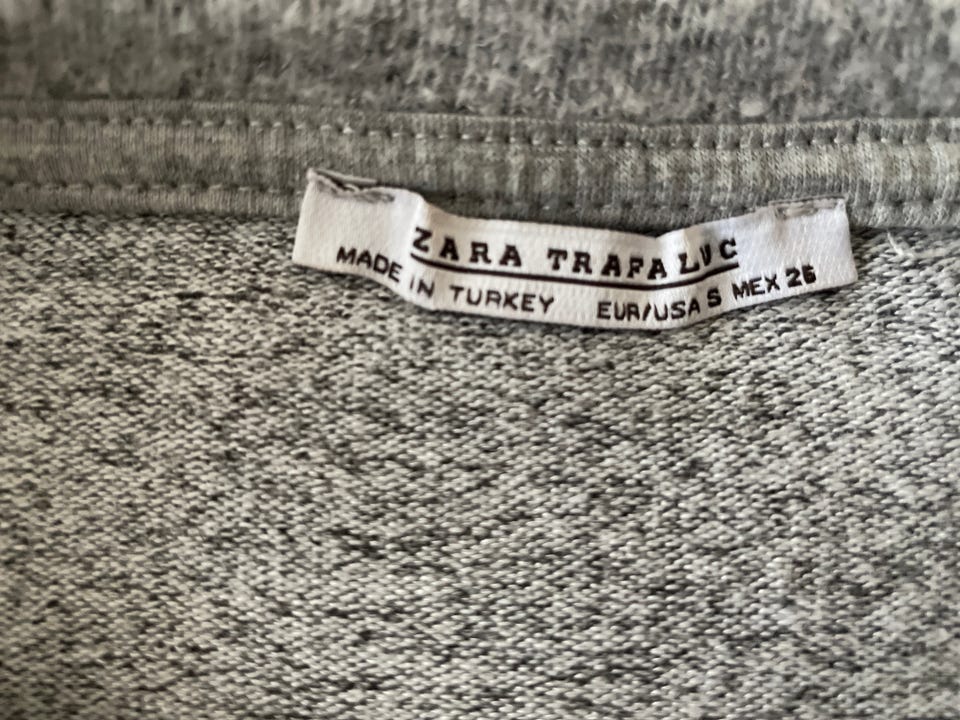 ZARA TRAFALUC
MADE IN TURKEY EUR/USA S MEX 26